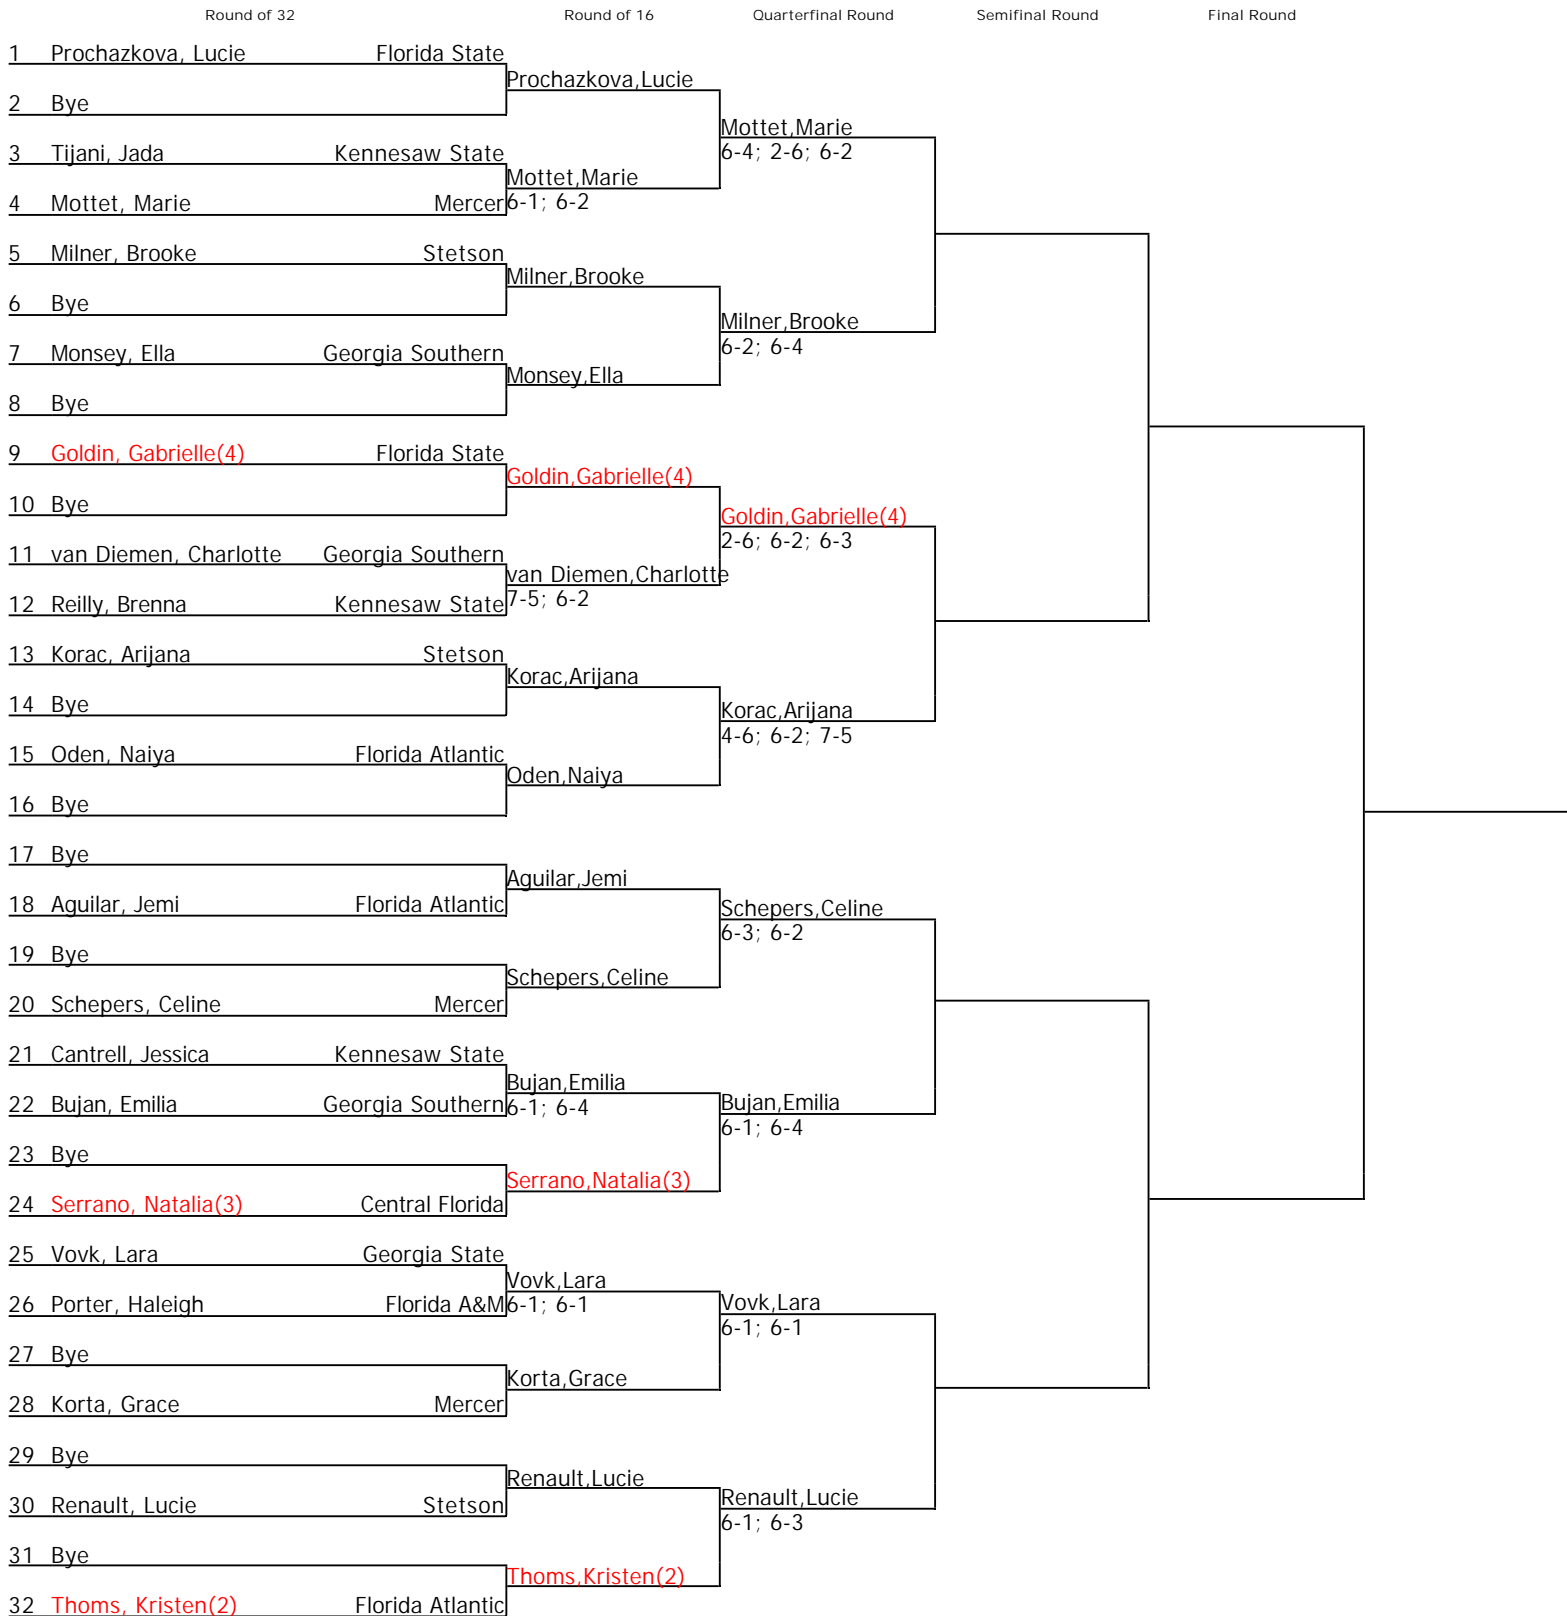 Round of 32 Round of 16 Quarterfinal Round Semifinal Round Final Round
1 Prochazkova, Lucie Florida State
Prochazkova,Lucie
2 Bye
Mottet,Marie
6-4; 2-6; 6-2
3 Tijani, Jada Kennesaw State
Mottet,Marie
6-1; 6-2
4 Mottet, Marie Mercer
5 Milner, Brooke Stetson
Milner,Brooke
6 Bye
Milner,Brooke
6-2; 6-4
7 Monsey, Ella Georgia Southern
Monsey,Ella
8 Bye
9 Goldin, Gabrielle(4) Florida State
Goldin,Gabrielle(4)
10 Bye
Goldin,Gabrielle(4)
2-6; 6-2; 6-3
11 van Diemen, Charlotte Georgia Southern
van Diemen,Charlotte
7-5; 6-2
12 Reilly, Brenna Kennesaw State
13 Korac, Arijana Stetson
Korac,Arijana
14 Bye
Korac,Arijana
4-6; 6-2; 7-5
15 Oden, Naiya Florida Atlantic
Oden,Naiya
16 Bye
17 Bye
Aguilar,Jemi
18 Aguilar, Jemi Florida Atlantic
Schepers,Celine
6-3; 6-2
19 Bye
Schepers,Celine
20 Schepers, Celine Mercer
21 Cantrell, Jessica Kennesaw State
Bujan,Emilia
6-1; 6-4
22 Bujan, Emilia Georgia Southern
Bujan,Emilia
6-1; 6-4
23 Bye
Serrano,Natalia(3)
24 Serrano, Natalia(3) Central Florida
25 Vovk, Lara Georgia State
Vovk,Lara
6-1; 6-1
26 Porter, Haleigh Florida A&M
Vovk,Lara
6-1; 6-1
27 Bye
Korta,Grace
28 Korta, Grace Mercer
29 Bye
Renault,Lucie
30 Renault, Lucie Stetson
Renault,Lucie
6-1; 6-3
31 Bye
Thoms,Kristen(2)
32 Thoms, Kristen(2) Florida Atlantic